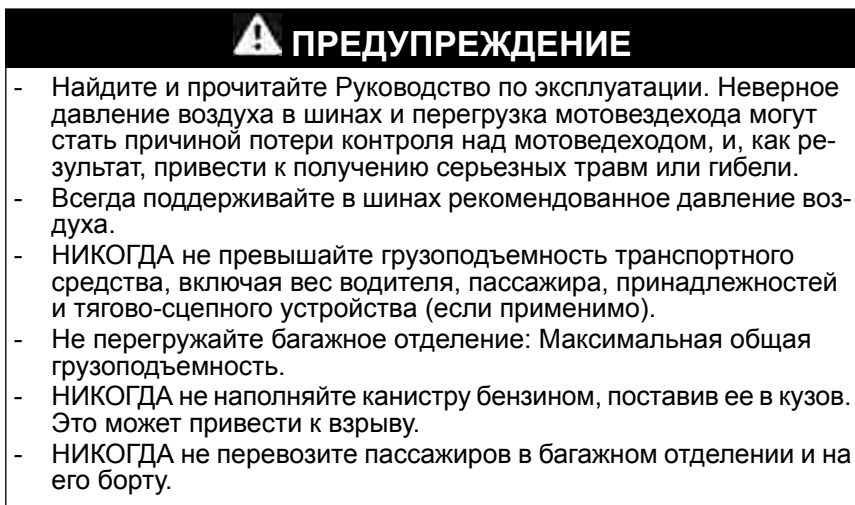 ПРЕДУПРЕЖДЕНИЕ
- Найдите и прочитайте Руководство по эксплуатации. Неверное
давление воздуха в шинах и перегрузка мотовездехода могут
стать причиной потери контроля над мотоведеходом, и, как ре-
зультат, привести к получению серьезных травм или гибели.
- Всегда поддерживайте в шинах рекомендованное давление воз-
духа.
- НИКОГДА не превышайте грузоподъемность транспортного
средства, включая вес водителя, пассажира, принадлежностей
и тягово-сцепного устройства (если применимо).
- Не перегружайте багажное отделение: Максимальная общая
грузоподъемность.
- НИКОГДА не наполняйте канистру бензином, поставив ее в кузов.
Это может привести к взрыву.
- НИКОГДА не перевозите пассажиров в багажном отделении и на
его борту.